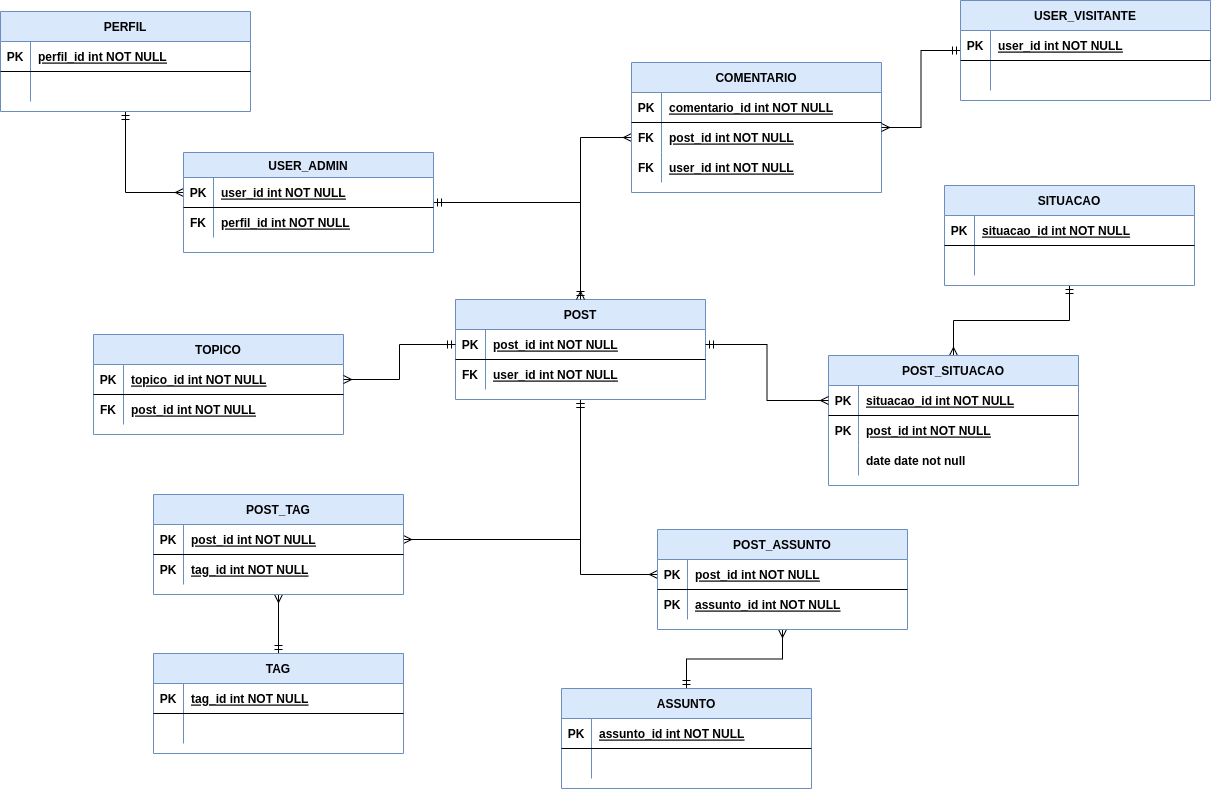 PERFIL
PK perfil_id int NOT NULL
USER_VISITANTE
PK user_id int NOT NULL
COMENTARIO
PK comentario_id int NOT NULL
FK post_id int NOT NULL
FK user_id int NOT NULL
USER_ADMIN
PK user_id int NOT NULL
FK perfil_id int NOT NULL
SITUACAO
PK situacao_id int NOT NULL
POST
PK post_id int NOT NULL
FK user_id int NOT NULL
TOPICO
PK topico_id int NOT NULL
FK post_id int NOT NULL
POST_SITUACAO
PK situacao_id int NOT NULL
PK post_id int NOT NULL
date date not null
POST_TAG
PK post_id int NOT NULL
PK tag_id int NOT NULL
POST_ASSUNTO
PK post_id int NOT NULL
PK assunto_id int NOT NULL
TAG
PK tag_id int NOT NULL
ASSUNTO
PK assunto_id int NOT NULL